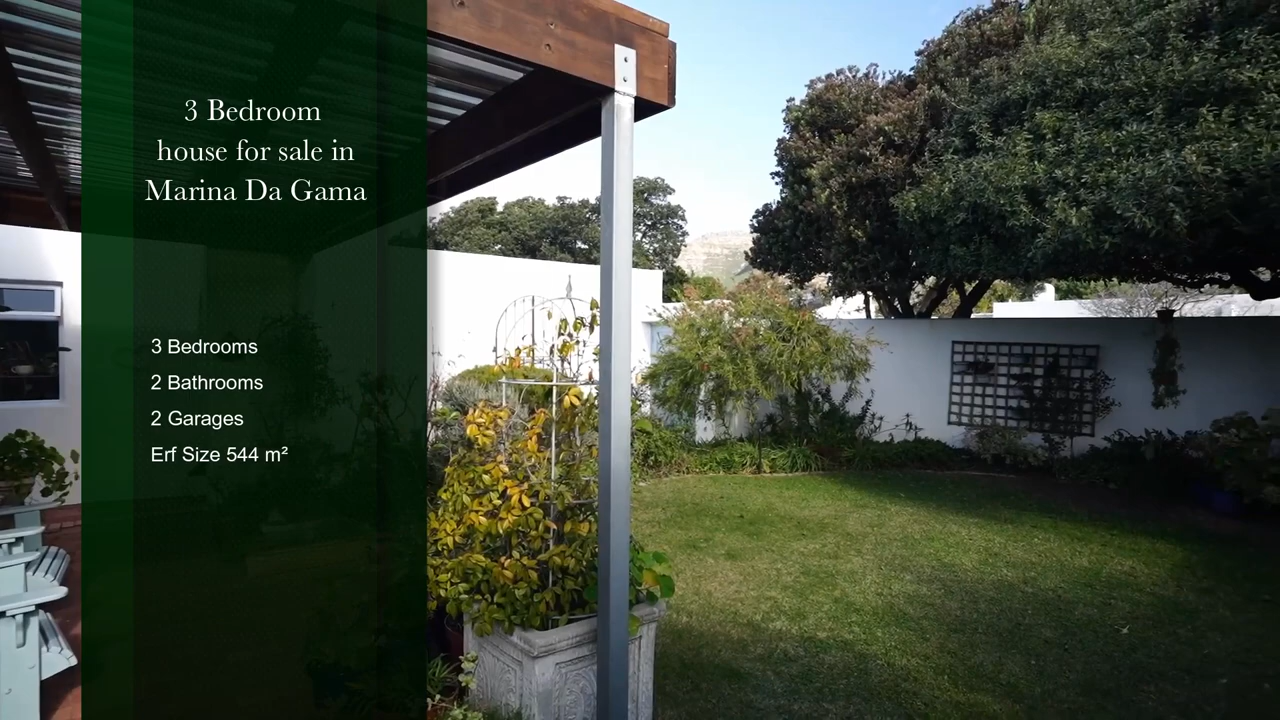 3 Bedroom
house for sale in
Marina Da Gama
3 Bedrooms
2 Bathrooms
2 Garages
Erf Size 544 m²